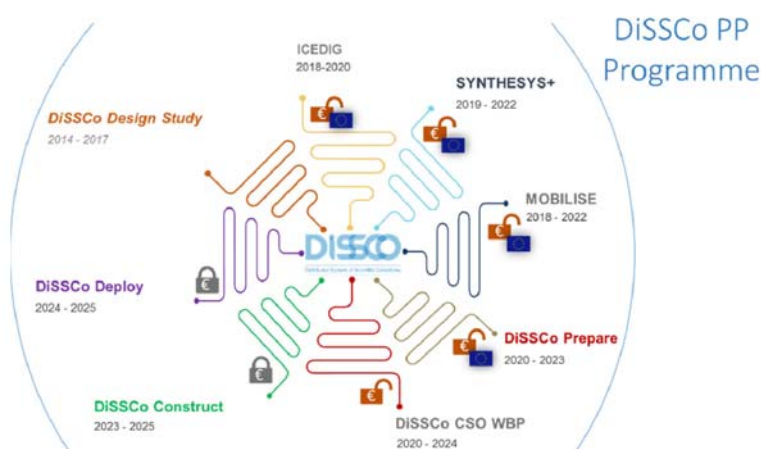 DiSSCo PP
Programme
ICEDIG
2018-2020
SYNTHESYS+
2019 - 2022
DiSSCo Design Study
2014 - 2017
MOBILISE
2018 - 2022
DISSCO
DiSSCo Deploy
2024 - 2025
DiSSCo Prepare
2020 - 2023
DiSSCo Construct
2023 - 2025
DiSSCo CSO WBP
2020 - 2024
€
€
€
€
€
€